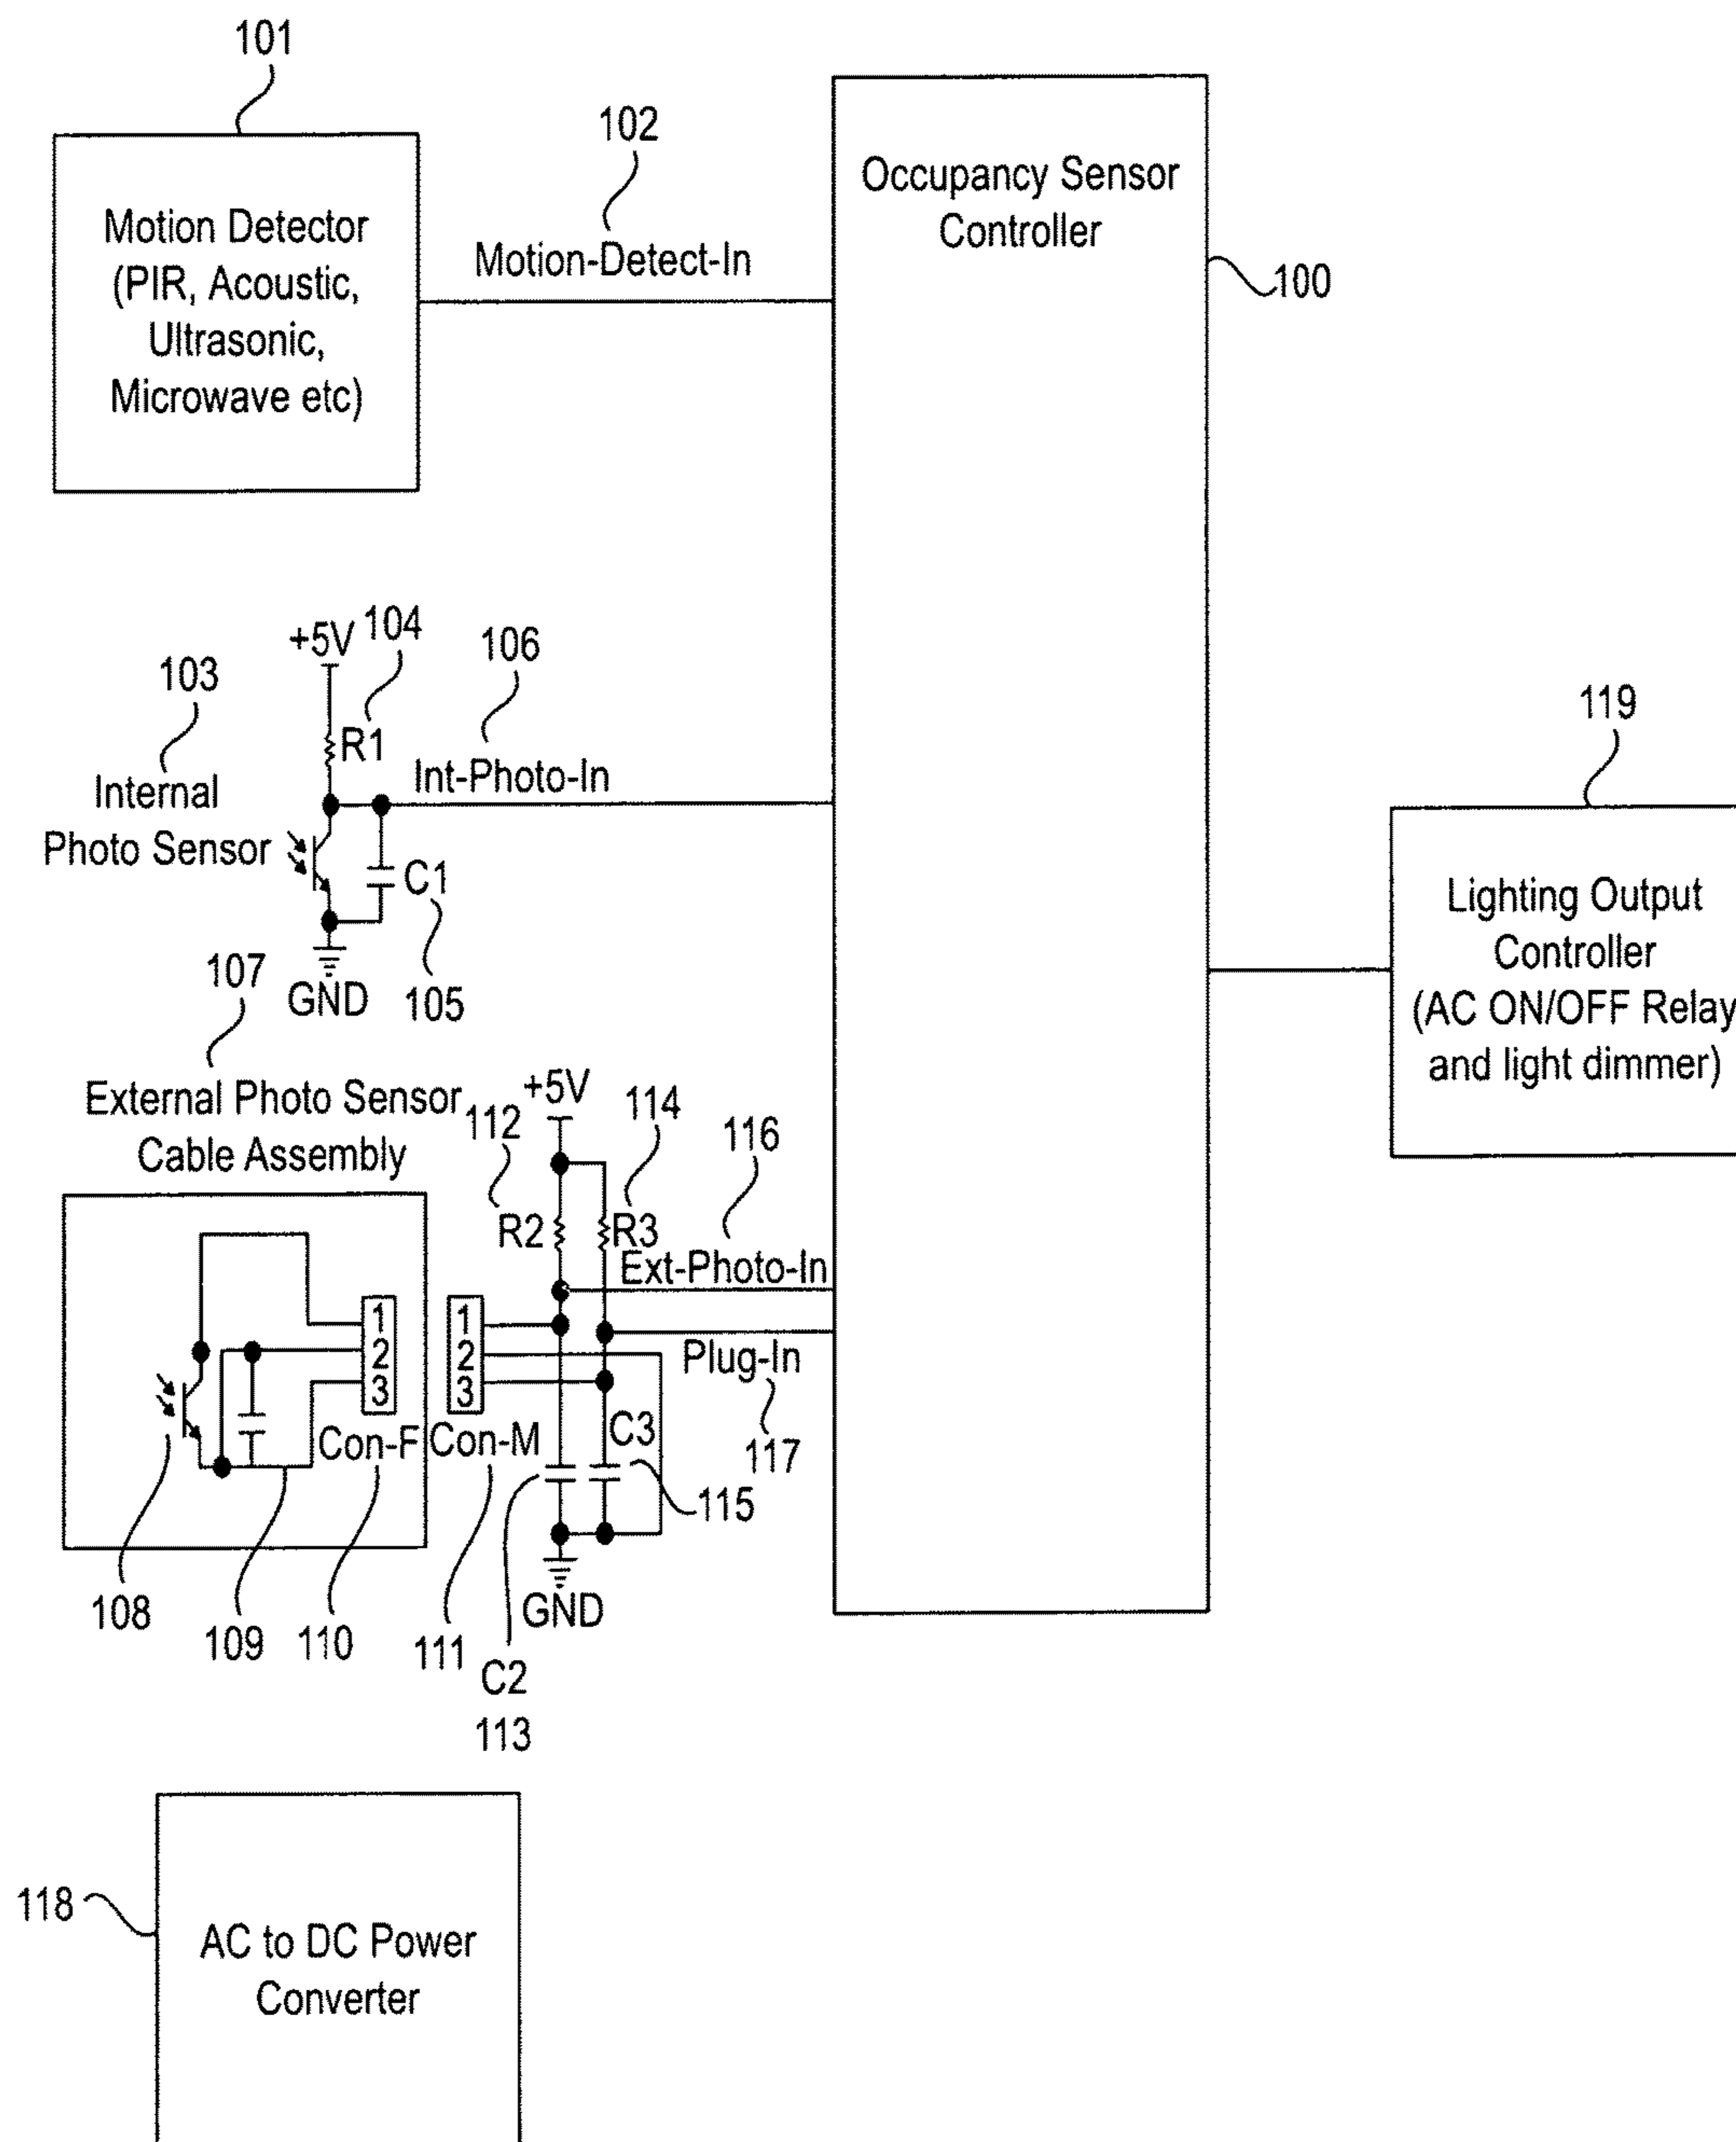 101
Motion Detector
(PIR, Acoustic,
Ultrasonic,
Microwave etc)
102
Motion-Detect-In
Occupancy Sensor
Controller
100
+5V
104
R1
103
Internal
Photo Sensor
106
Int-Photo-In
C1
105
GND
119
Lighting Output
Controller
(AC ON/OFF Relay
and light dimmer)
107
External Photo Sensor
Cable Assembly
112
+5V
114
116
R2
R3
Ext-Photo-In
1
2
3
1
2
3
Plug-In
117
Con-F
Con-M
C3
115
108
109
110
111
GND
C2
113
118
AC to DC Power
Converter